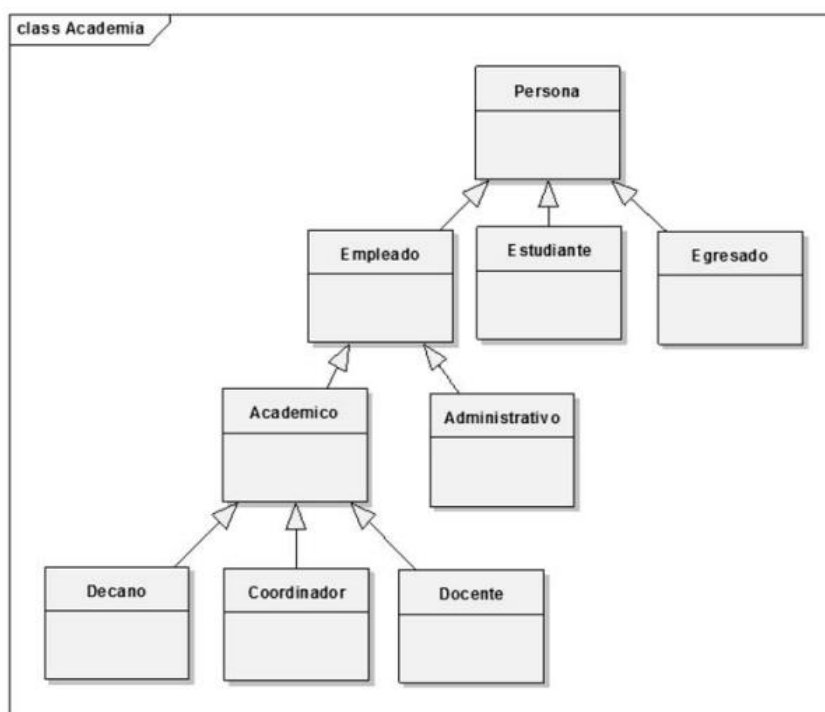 class Academia
Persona
Empleado
Estudiante
Egresado
Academico
Administrativo
Decano
Coordinador
Docente